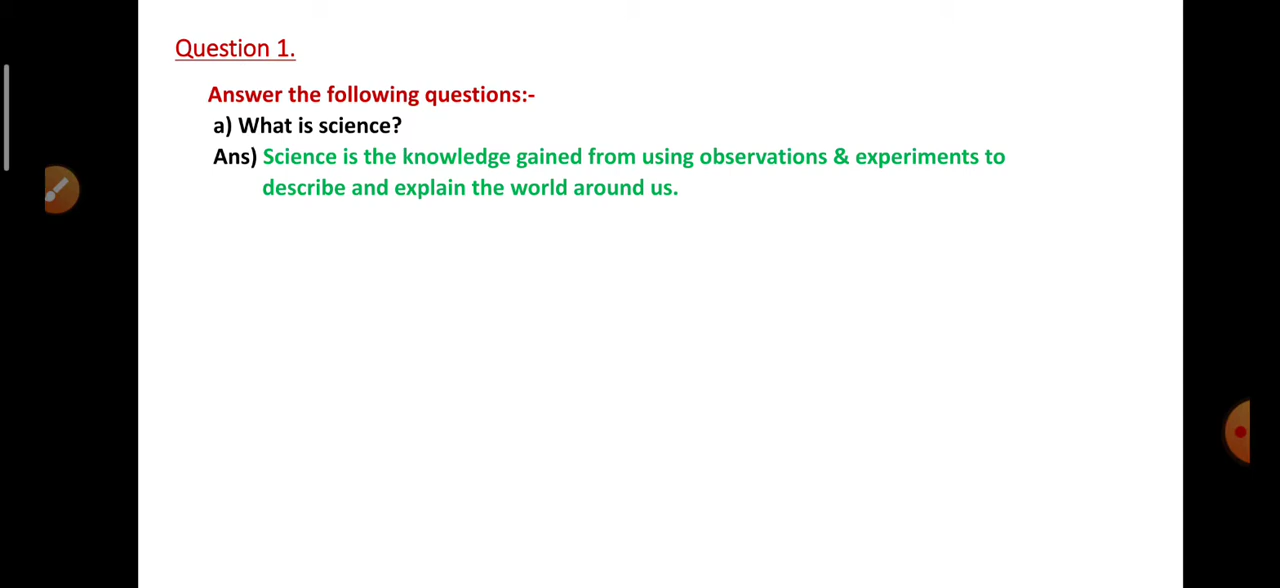 Question 1.
Answer the following questions:-
a) What is science?
Ans) Science is the knowledge gained from using observations & experiments to
describe and explain the world around us.